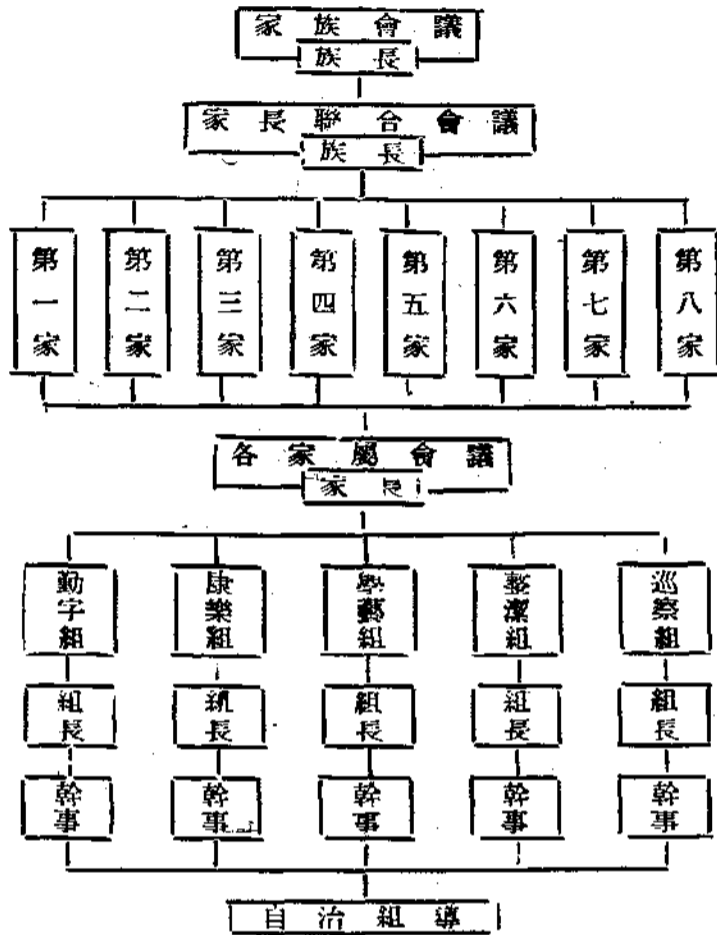 家族會議
族長
家長聯合會議
族長
第一家
第二家
第三家
第四家
第五家
第六家
第七家
第八家
各家屬會議
家長
勤字組
康樂組
學藝組
整潔組
巡察組
組長
組長
組長
組長
組長
幹事
幹事
幹事
幹事
幹事
自治組導